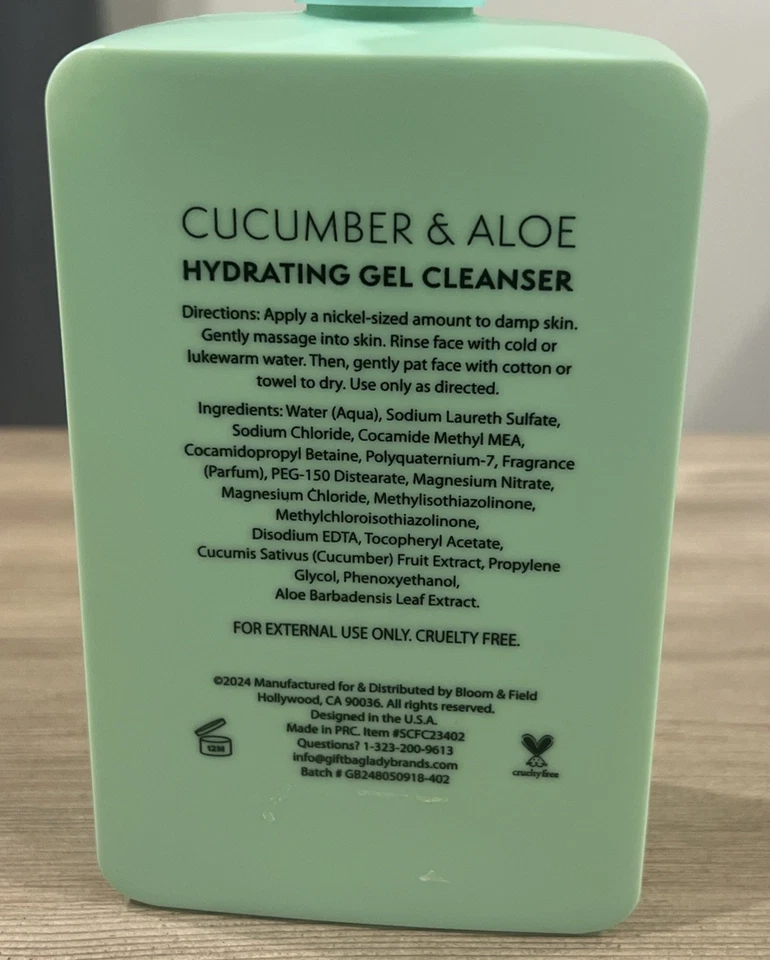 CUCUMBER & ALOE
HYDRATING GEL CLEANSER
Directions: Apply a nickel-sized amount to damp skin.
Gently massage into skin. Rinse face with cold or
lukewarm water. Then, gently pat face with cotton or
towel to dry. Use only as directed.
Ingredients: Water (Aqua), Sodium Laureth Sulfate,
Sodium Chloride, Cocamide Methyl MEA,
Cocamidopropyl Betaine, Polyquaternium-7, Fragrance
(Parfum), PEG-150 Distearate, Magnesium Nitrate,
Magnesium Chloride, Methylisothiazolinone,
Methylchloroisothiazolinone,
Disodium EDTA, Tocopheryl Acetate,
Cucumis Sativus (Cucumber) Fruit Extract, Propylene
Glycol, Phenoxyethanol,
Aloe Barbadensis Leaf Extract.
FOR EXTERNAL USE ONLY. CRUELTY FREE.
©2024 Manufactured for & Distributed by Bloom & Field
Hollywood, CA 90036. All rights reserved.
Designed in the U.S.A.
Made in PRC. Item #SCFC23402
Questions? 1-323-200-9613
info@giftbagladybrands.com
Batch # GB248050918-402
12M
cruelty free